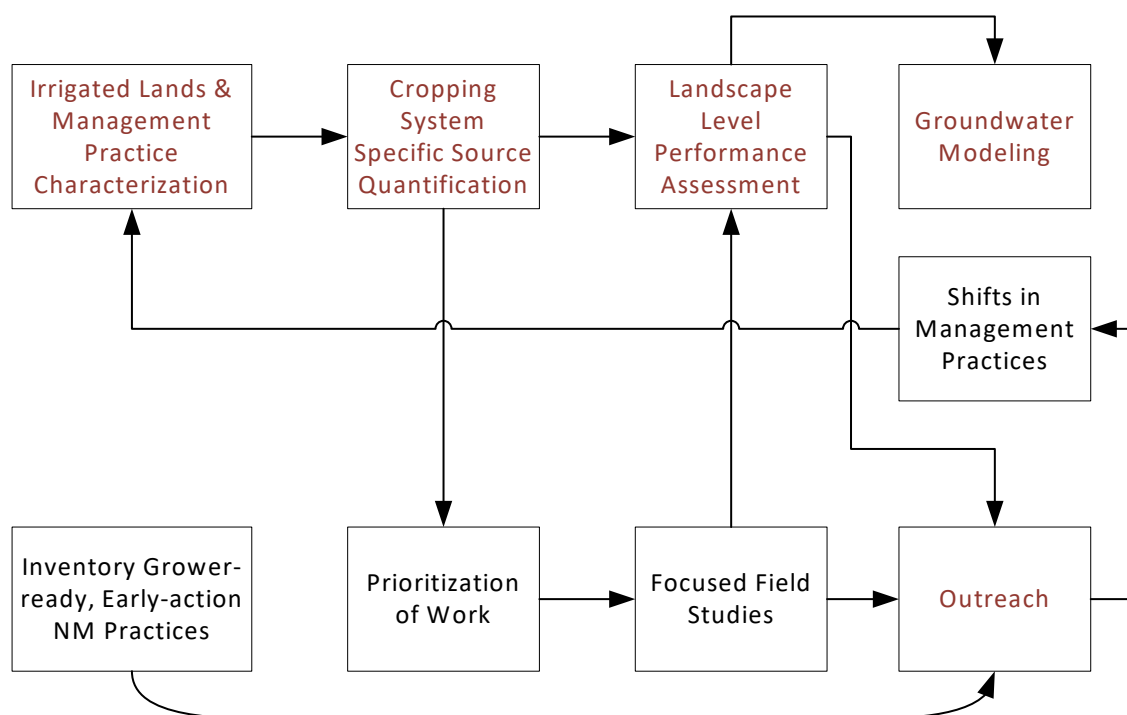 Irrigated Lands &
Management
Practice
Characterization
Cropping
System
Specific Source
Quantification
Landscape
Level
Performance
Assessment
Groundwater
Modeling
Shifts in
Management
Practices
Inventory Grower-
ready, Early-action
NM Practices
Prioritization
of Work
Focused Field
Studies
Outreach